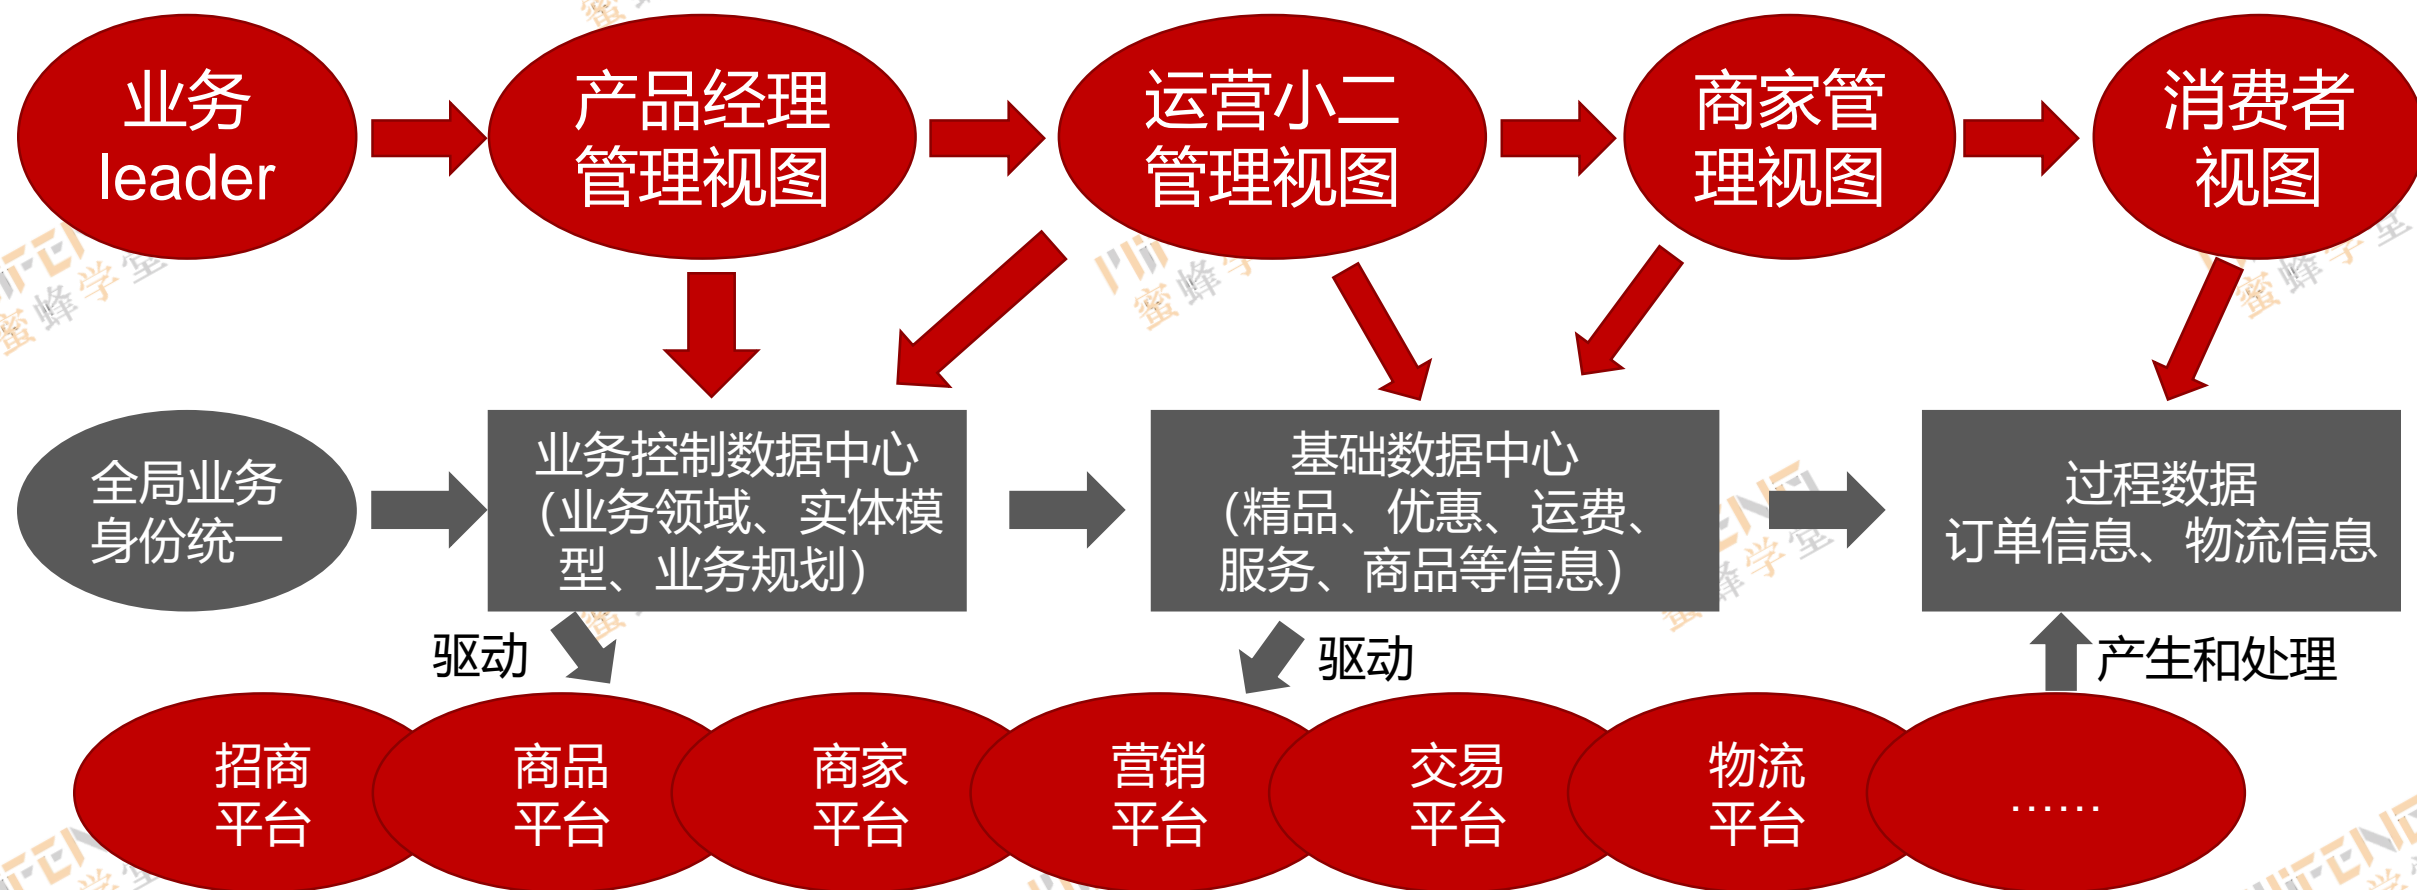 业务
leader
产品经理
管理视图
运营小二
管理视图
商家管
理视图
消费者
视图
全局业务
身份统一
业务控制数据中心
（业务领域、实体模
型、业务规划）
基础数据中心
（精品、优惠、运费、
服务、商品等信息）
过程数据
订单信息、物流信息
驱动
驱动
产生和处理
招商
平台
商品
平台
商家
平台
营销
平台
交易
平台
物流
平台
……
蜜蜂学堂